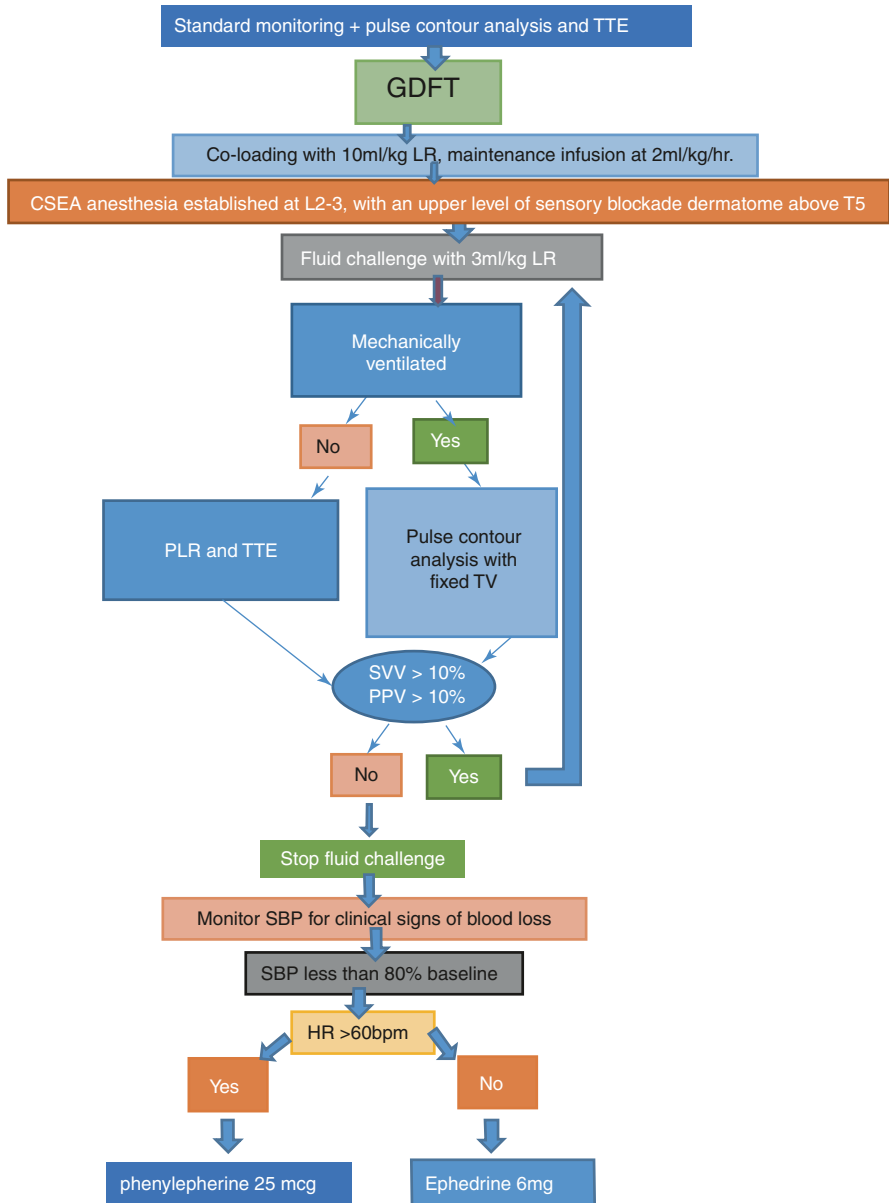 Standard monitoring + pulse contour analysis and TTE
GDFT
Co-loading with 10ml/kg LR, maintenance infusion at 2ml/kg/hr.
CSEA anesthesia established at L2-3, with an upper level of sensory blockade dermatome above T5
Fluid challenge with 3ml/kg LR
Mechanically
ventilated
No
Yes
PLR and TTE
Pulse contour
analysis with
fixed TV
SVV > 10%
PPV > 10%
No
Yes
Stop fluid challenge
Monitor SBP for clinical signs of blood loss
SBP less than 80% baseline
HR >60bpm
Yes
No
phenylepherine 25 mcg
Ephedrine 6mg